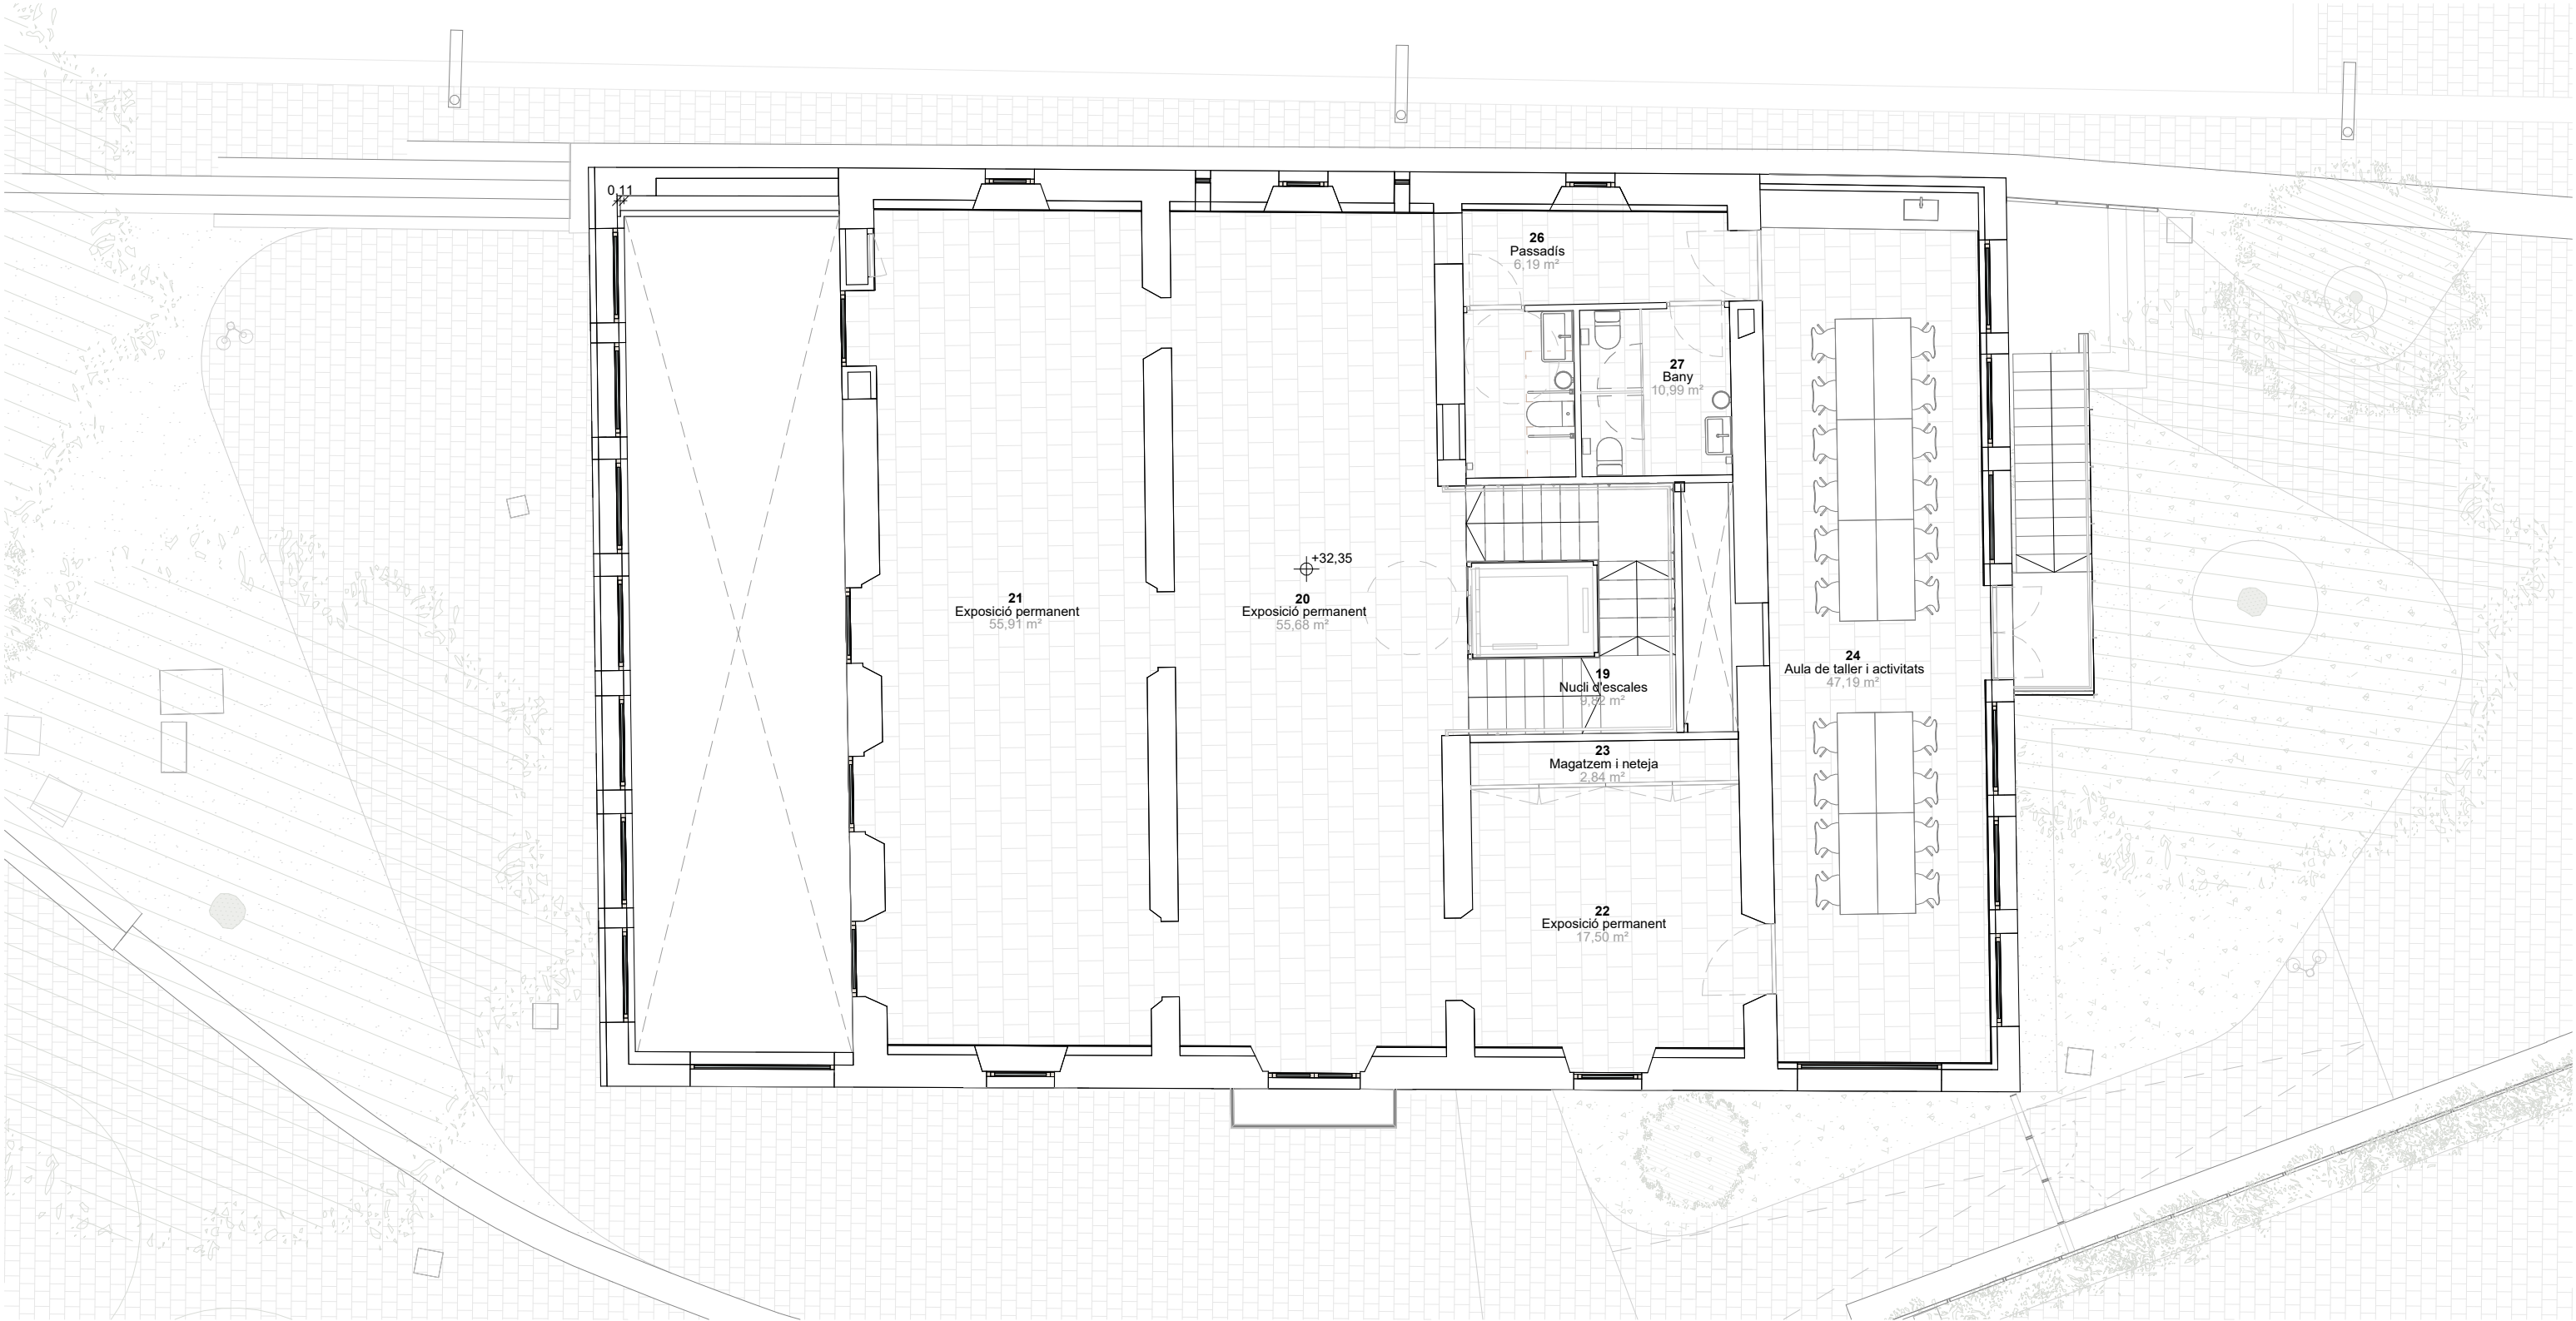 0,11
26
Passadís
6,19 m²
27
Bany
10,99 m²
+32,35
21
Exposició permanent
55,91 m²
20
Exposició permanent
55,68 m²
19
Nucli d'escales
9,82 m²
24
Aula de taller i activitats
47,19 m²
23
Magatzem i neteja
2,84 m²
22
Exposició permanent
17,50 m²